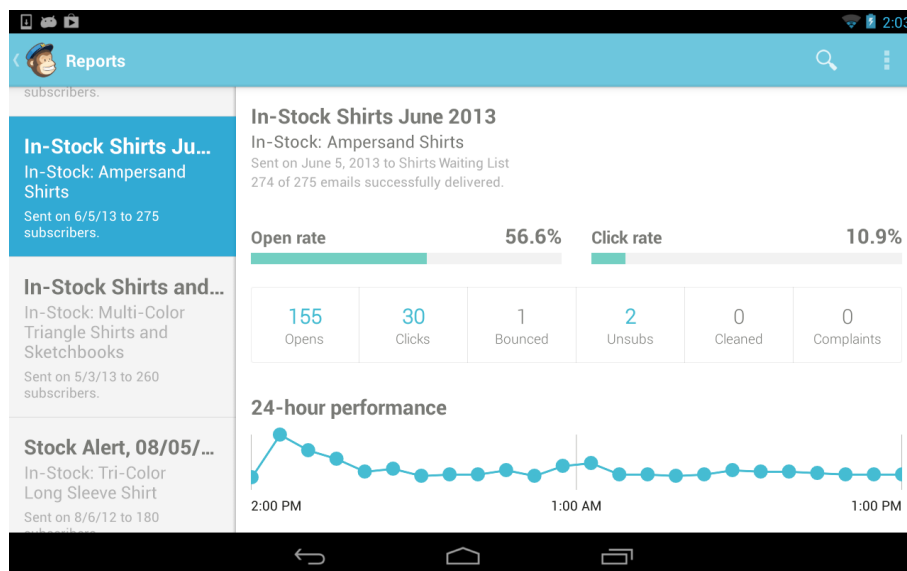 2:03
Reports
subscribers.
In-Stock Shirts Ju...
In-Stock: Ampersand
Shirts
Sent on 6/5/13 to 275
subscribers.
In-Stock Shirts and...
In-Stock: Multi-Color
Triangle Shirts and
Sketchbooks
Sent on 5/3/13 to 260
subscribers.
Stock Alert, 08/05/...
In-Stock: Tri-Color
Long Sleeve Shirt
Sent on 8/6/12 to 180
subscribers.
In-Stock Shirts June 2013
In-Stock: Ampersand Shirts
Sent on June 5, 2013 to Shirts Waiting List
274 of 275 emails successfully delivered.
Open rate 56.6% Click rate 10.9%
155 30 1 2 0 0
Opens Clicks Bounced Unsubs Cleaned Complaints
24-hour performance
2:00 PM 1:00 AM 1:00 PM